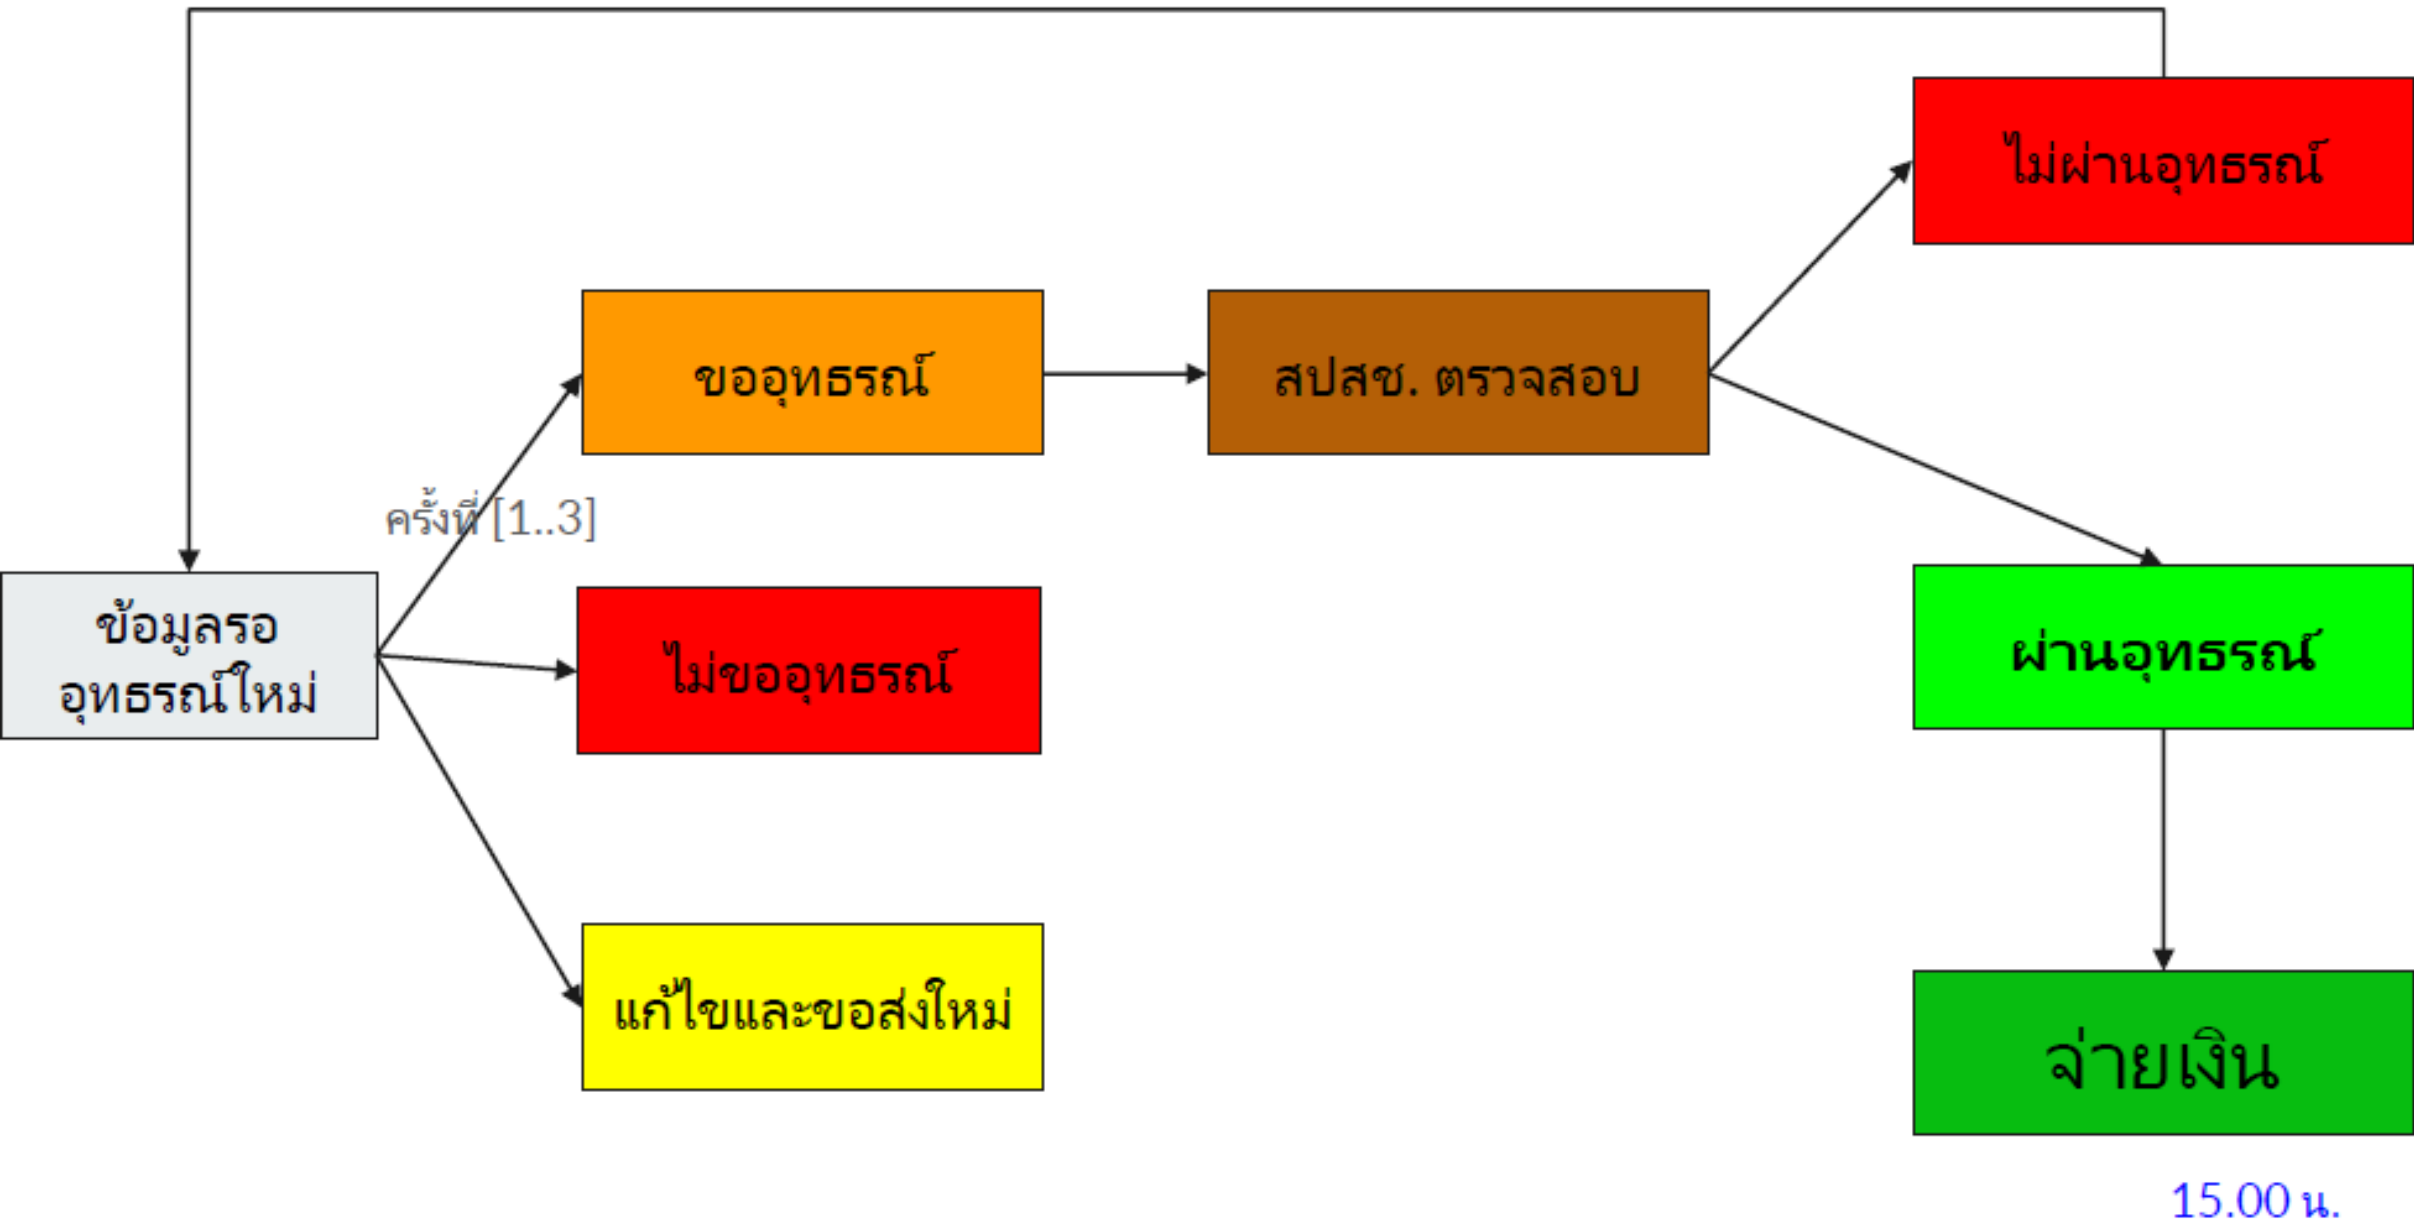 ไม่ผ่านอุทธรณ์
ขออุทธรณ์
สปสช. ตรวจสอบ
ครั้งที่ [1..3]
ข้อมูลรอ
อุทธรณ์ใหม่
ไม่ขออุทธรณ์
ผ่านอุทธรณ์
แก้ไขและขอส่งใหม่
จ่ายเงิน
15.00 น.